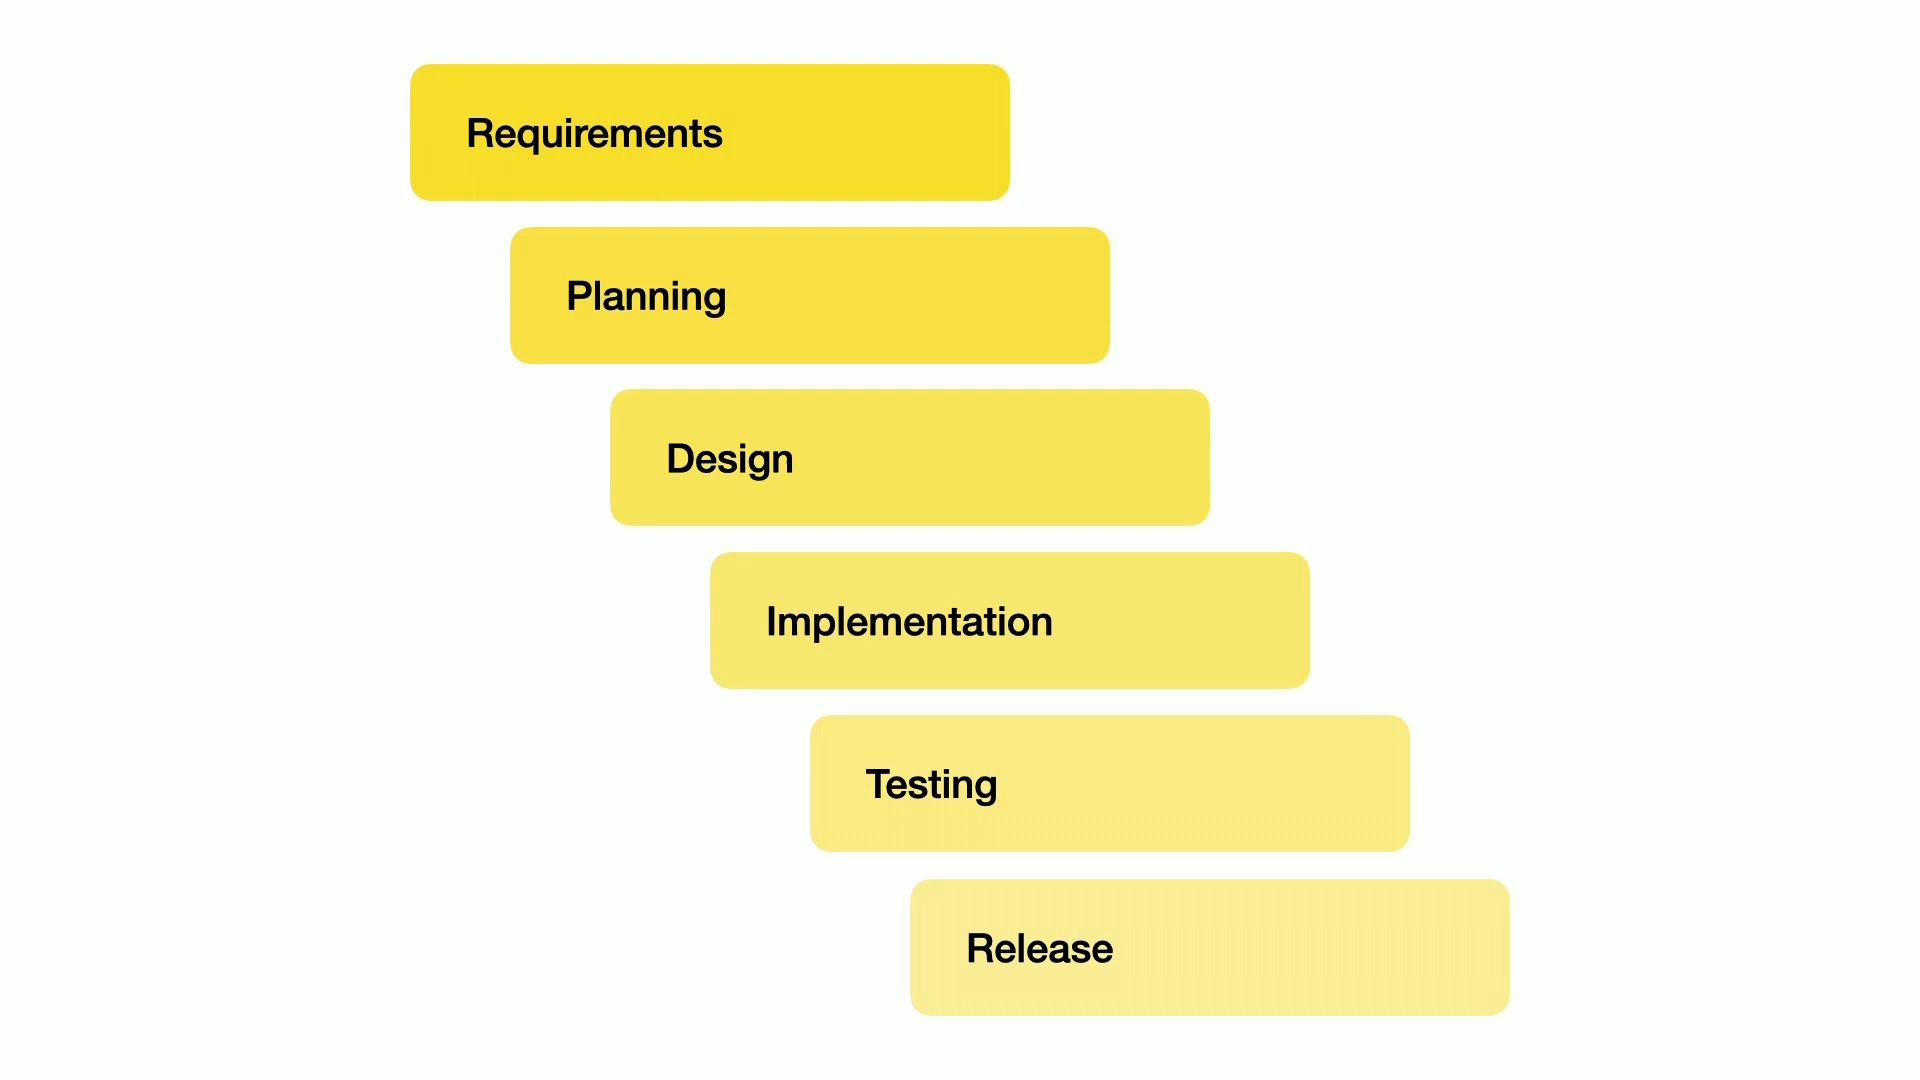 Requirements
Planning
Design
Implementation
Testing
Release